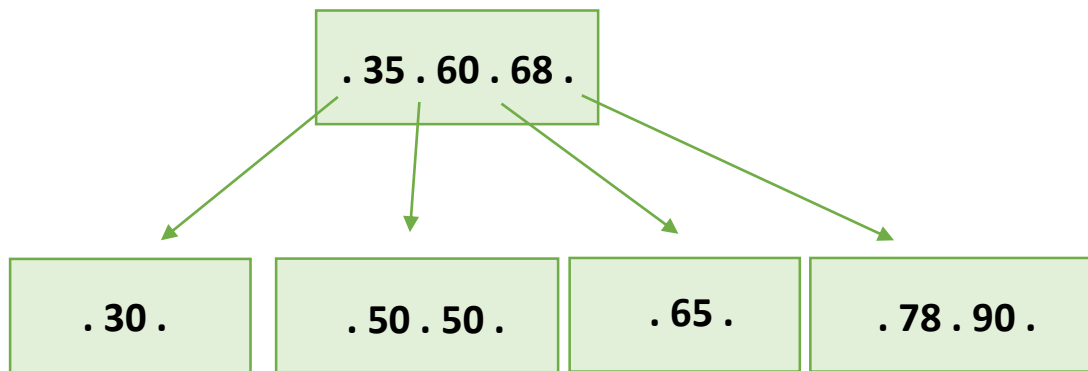 . 35 . 60 . 68 .
. 30 .
. 50 . 50 .
. 65 .
. 78 . 90 .